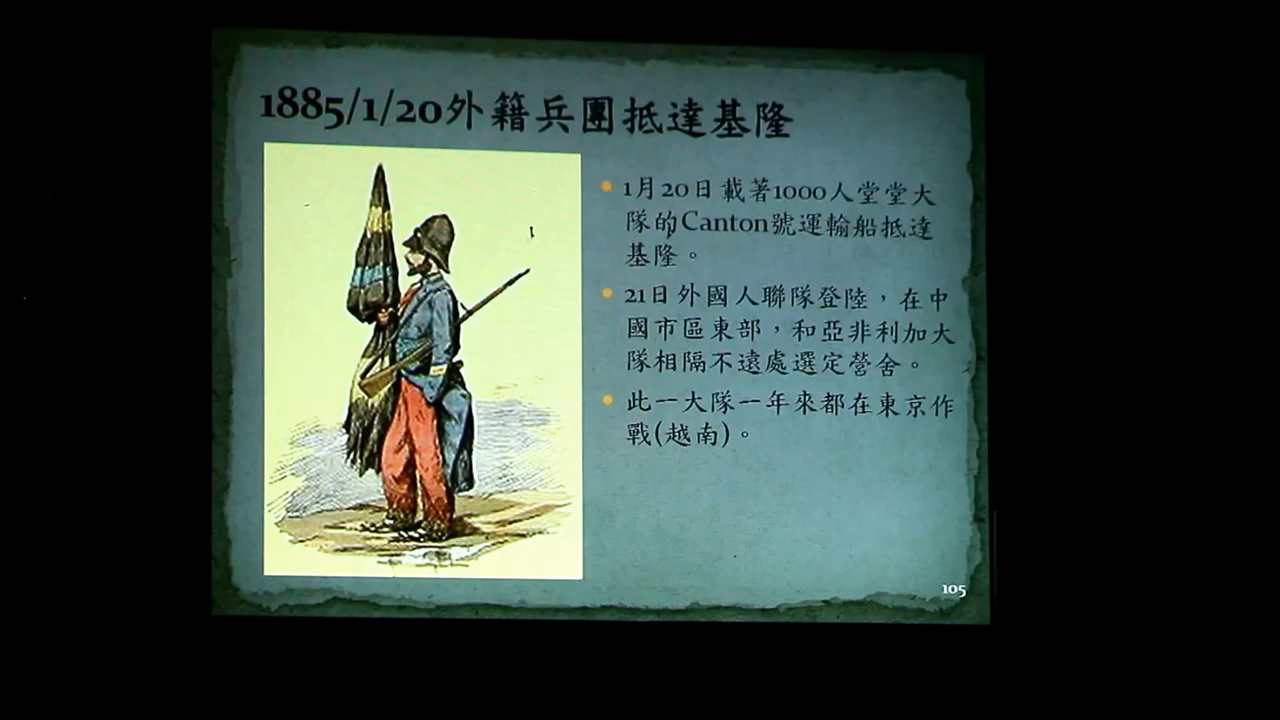 1885/1/20外籍兵團抵達基隆
1月20日載著1000人堂堂大
隊的Canton號運輸船抵達
基隆。
21日外國人聯隊登陸，在中
國市區東部，和亞非利加大
隊相隔不遠處選定營舍。
此一大隊一年來都在東京作
戰(越南)。
105